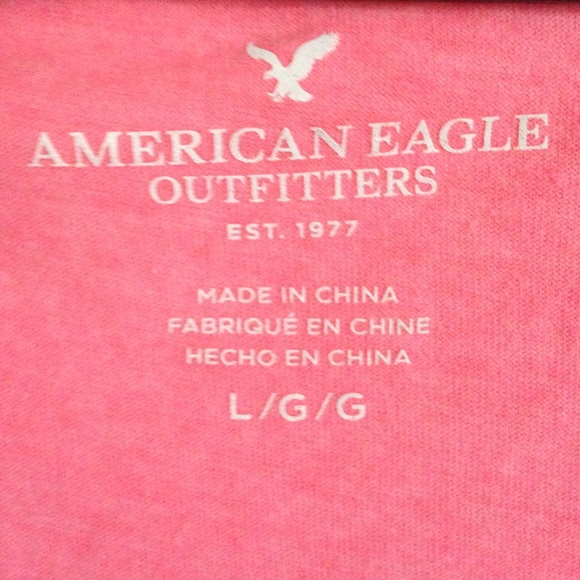 AMERICAN EAGLE
OUTFITTERS
EST. 1977
MADE IN CHINA
FABRIQUÉ EN CHINE
HECHO EN CHINA
L/G/G